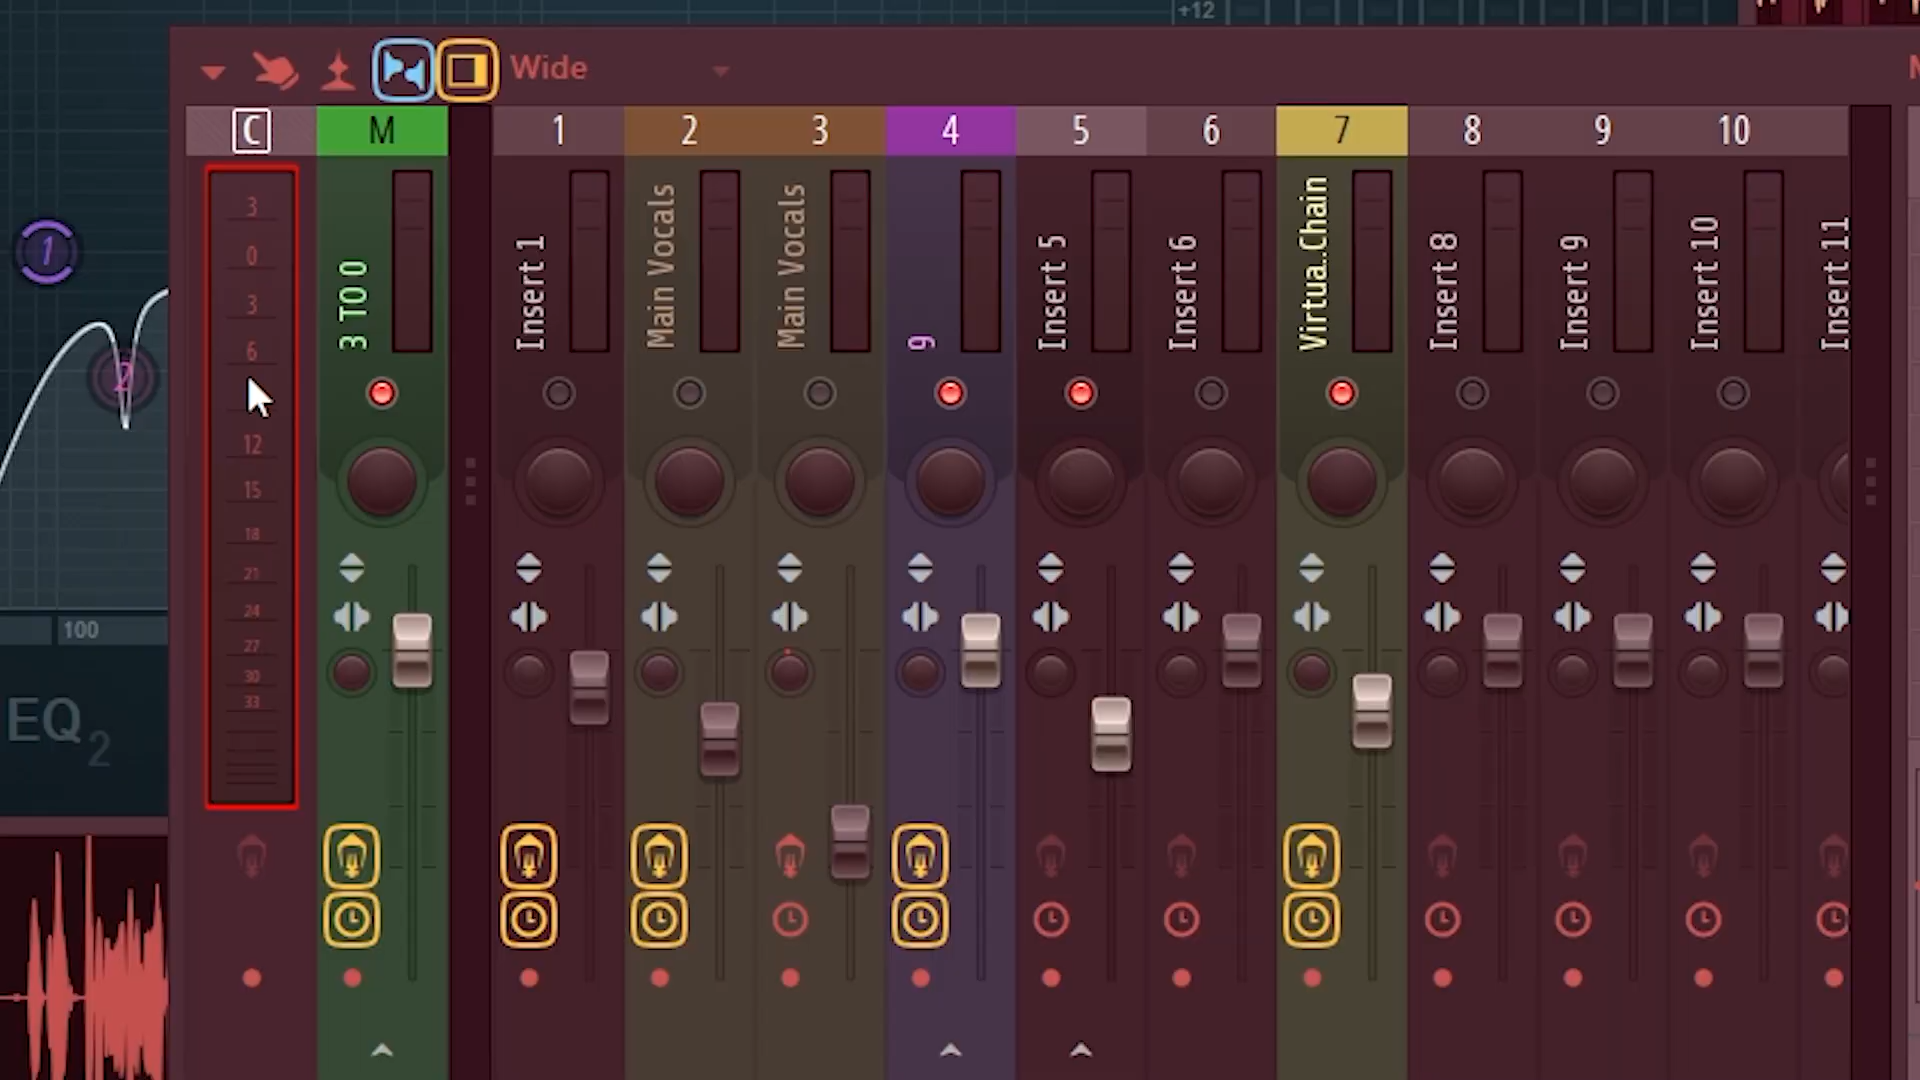 +12
Wide
C
M
1
2
3
4
5
6
7
8
9
10
3
0
3
6
12
15
18
21
24
27
30
33
3 TO 0
Insert 1
Main Vocals
Main Vocals
9
Insert 5
Insert 6
Virtua..Chain
Insert 8
Insert 9
Insert 10
Insert 11
1
2
100
EQ 2